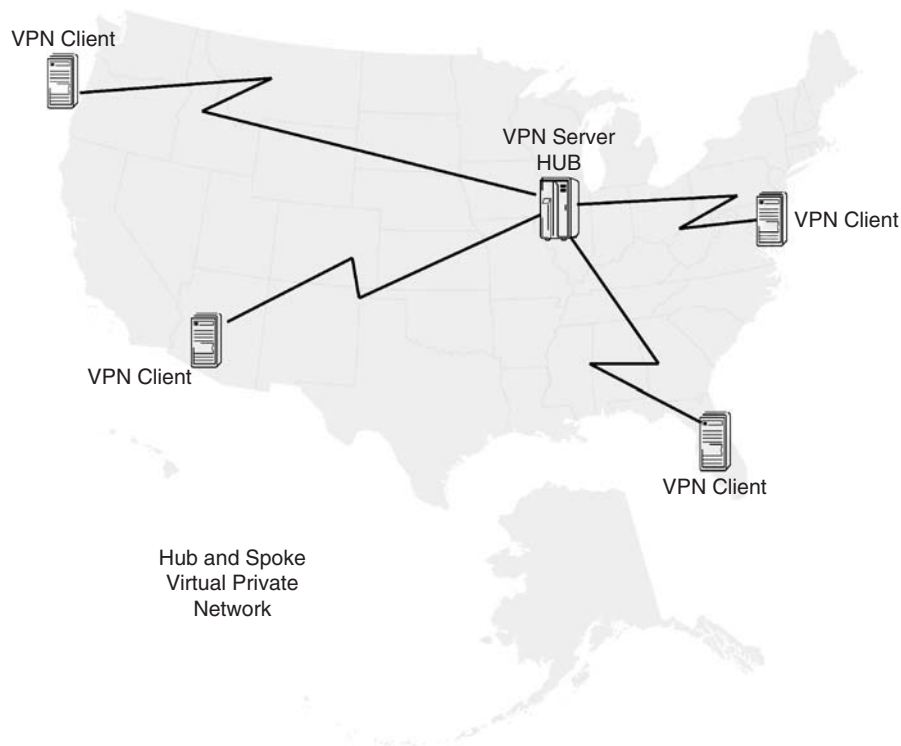 VPN Client
VPN Server
HUB
VPN Client
VPN Client
VPN Client
Hub and Spoke
Virtual Private
Network